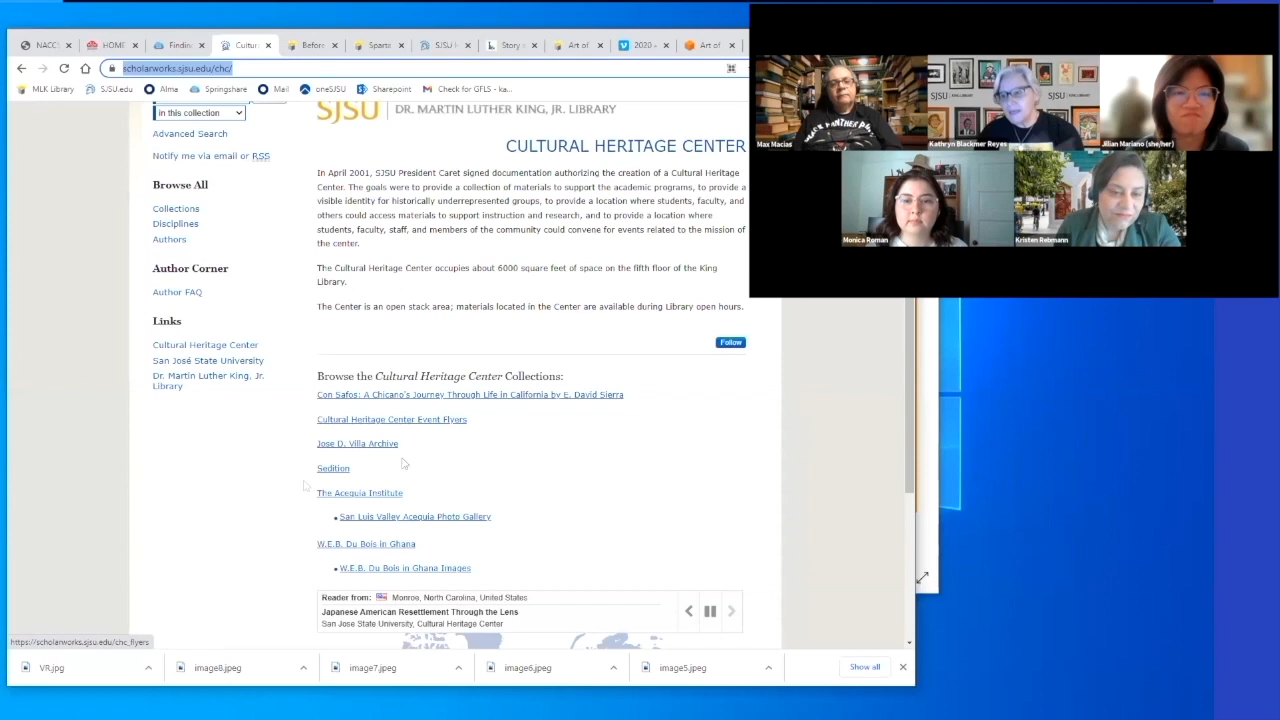 NACC
HOME
Findin
Cultur
Before
Sparta
SJSU
Story
Art of
2020
Art of
scholarworks.sjsu.edu/chc/
MLK Library
SJSU.edu
Alma
Springshare
Mail
oneSJSU
Sharepoint
Check for GFLS - ka...
in this collection
Advanced Search
Notify me via email or RSS
Browse All
Collections
Disciplines
Authors
Author Corner
Author FAQ
Links
Cultural Heritage Center
San José State University
Dr. Martin Luther King, Jr.
Library
SJSU | DR. MARTIN LUTHER KING, JR. LIBRARY
CULTURAL HERITAGE CENTER
In April 2001, SJSU President Caret signed documentation authorizing the creation of a Cultural Heritage
Center. The goals were to provide a collection of materials to support the academic programs, to provide a
visible identity for historically underrepresented groups, to provide a location where students, faculty, and
others could access materials to support instruction and research, and to provide a location where
students, faculty, staff, and members of the community could convene for events related to the mission of
the center.
The Cultural Heritage Center occupies about 6000 square feet of space on the fifth floor of the King
Library.
The Center is an open stack area; materials located in the Center are available during Library open hours.
Follow
Browse the Cultural Heritage Center Collections:
Con Safos: A Chicano's Journey Through Life in California by E. David Sierra
Cultural Heritage Center Event Flyers
Jose D. Villa Archive
Sedition
The Acequia Institute
San Luis Valley Acequia Photo Gallery
W.E.B. Du Bois in Ghana
W.E.B. Du Bois in Ghana Images
Reader from: Monroe, North Carolina, United States
Japanese American Resettlement Through the Lens
San Jose State University, Cultural Heritage Center
https://scholarworks.sjsu.edu/chc_flyers
VR.jpg
image8.jpeg
image7.jpeg
image6.jpeg
image5.jpeg
Show all
Max Macias
SJSU
SJSU
Kathryn Blackmer Reyes
Jilian Mariano (she/her)
Monica Roman
Kristen Rebmann